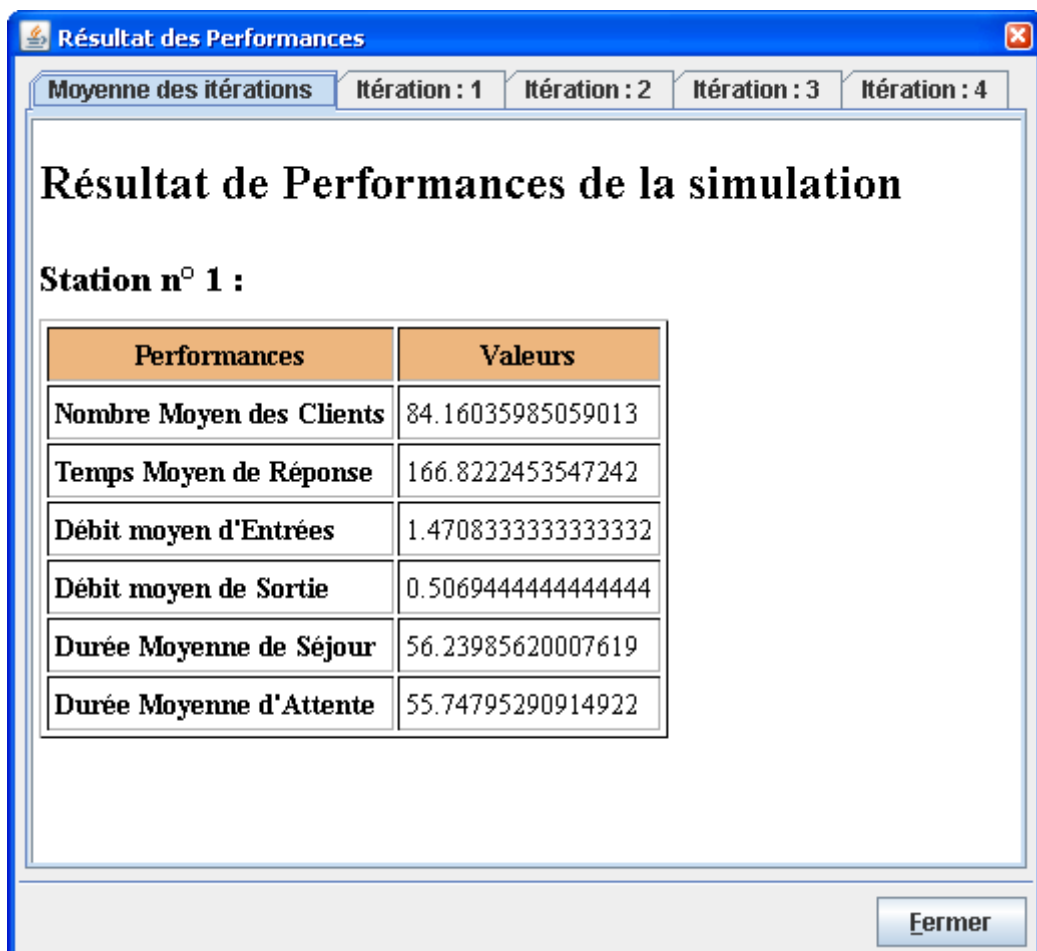 Résultat des Performances
Moyenne des itérations Itération : 1 Itération : 2 Itération : 3 Itération : 4
Résultat de Performances de la simulation
Station n° 1 :
Performances Valeurs
Nombre Moyen des Clients 84.16035985059013
Temps Moyen de Réponse 166.8222453547242
Débit moyen d'Entrées 1.4708333333333332
Débit moyen de Sortie 0.5069444444444444
Durée Moyenne de Séjour 56.23985620007619
Durée Moyenne d'Attente 55.74795290914922
Fermer